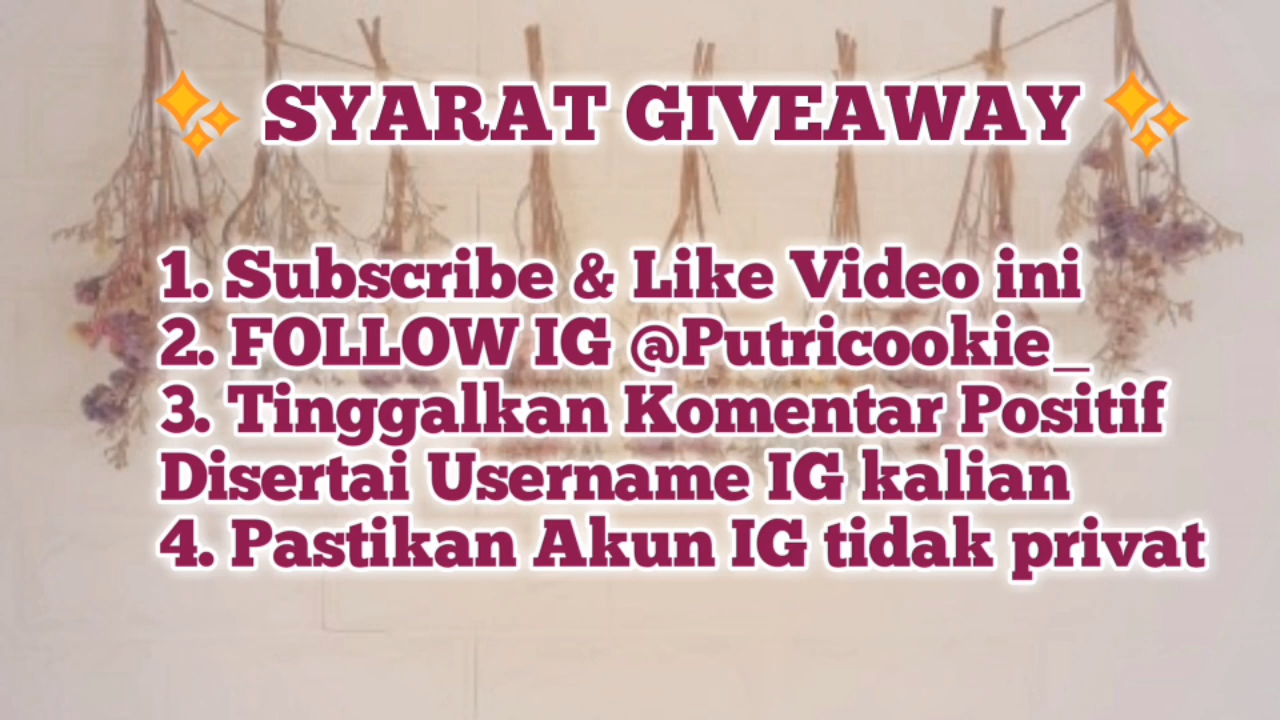 ✨ SYARAT GIVEAWAY ✨
1. Subscribe & Like Video ini
2. FOLLOW IG @Putricookie_
3. Tinggalkan Komentar Positif
Disertai Username IG kalian
4. Pastikan Akun IG tidak privat